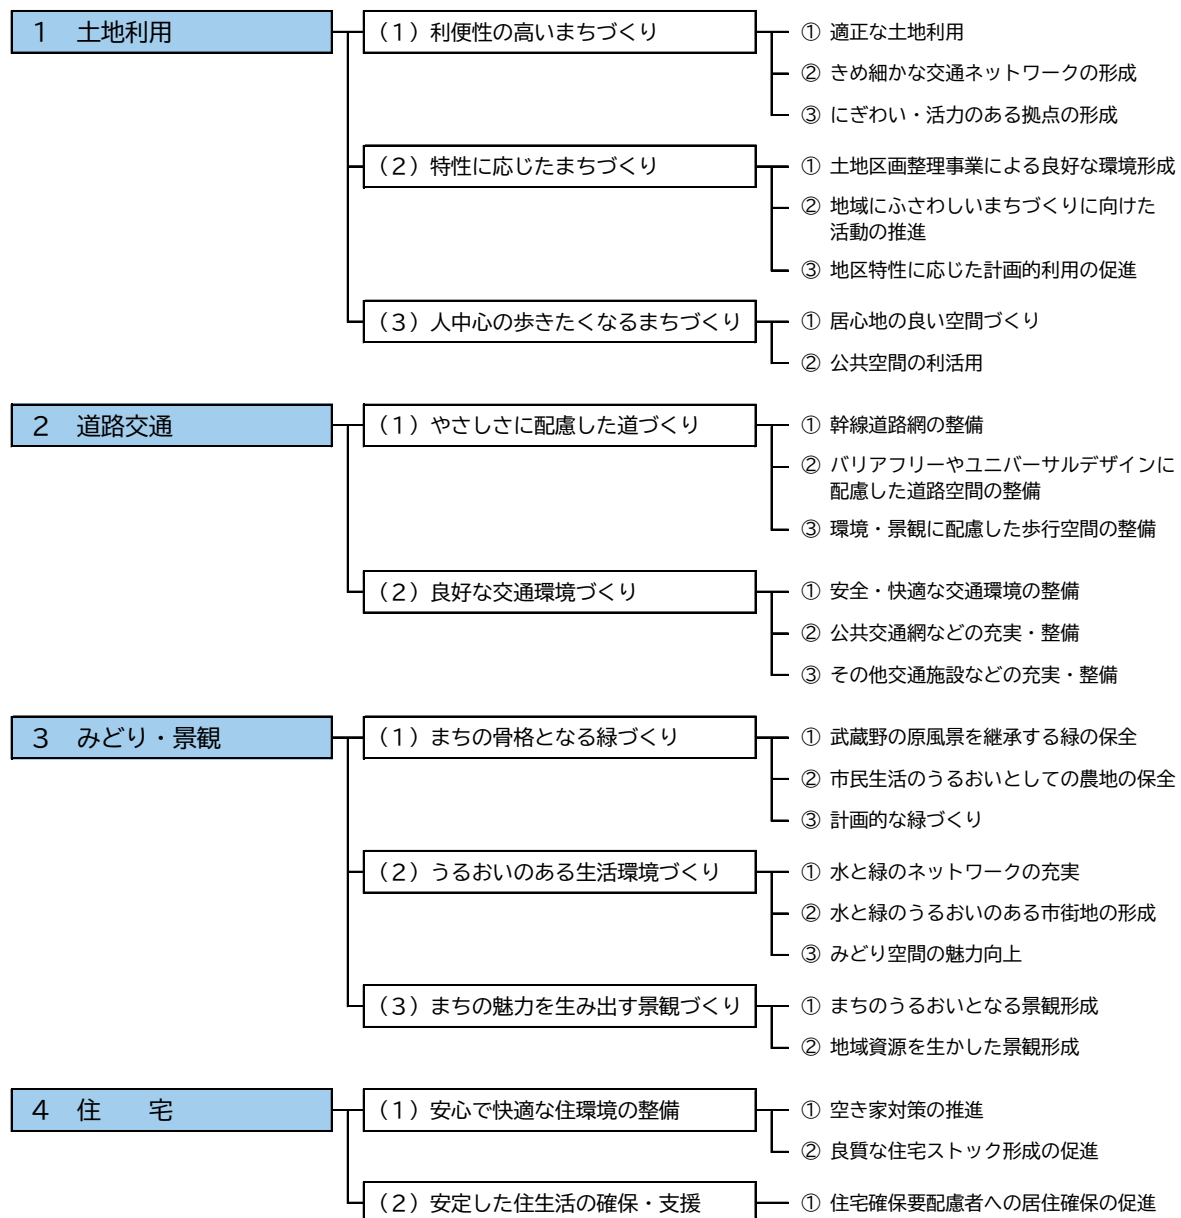 1 土地利用
（1）利便性の高いまちづくり
① 適正な土地利用
② きめ細かな交通ネットワークの形成
③ にぎわい・活力のある拠点の形成
（2）特性に応じたまちづくり
① 土地区画整理事業による良好な環境形成
② 地域にふさわしいまちづくりに向けた
活動の推進
③ 地区特性に応じた計画的利用の促進
（3）人中心の歩きたくなるまちづくり
① 居心地の良い空間づくり
② 公共空間の利活用
2 道路交通
（1）やさしさに配慮した道づくり
① 幹線道路網の整備
② バリアフリーやユニバーサルデザインに
配慮した道路空間の整備
③ 環境・景観に配慮した歩行空間の整備
（2）良好な交通環境づくり
① 安全・快適な交通環境の整備
② 公共交通網などの充実・整備
③ その他交通施設などの充実・整備
3 みどり・景観
（1）まちの骨格となる緑づくり
① 武蔵野の原風景を継承する緑の保全
② 市民生活のうるおいとしての農地の保全
③ 計画的な緑づくり
（2）うるおいのある生活環境づくり
① 水と緑のネットワークの充実
② 水と緑のうるおいのある市街地の形成
③ みどり空間の魅力向上
（3）まちの魅力を生み出す景観づくり
① まちのうるおいとなる景観形成
② 地域資源を生かした景観形成
4 住　宅
（1）安心で快適な住環境の整備
① 空き家対策の推進
② 良質な住宅ストック形成の促進
（2）安定した住生活の確保・支援
① 住宅確保要配慮者への居住確保の促進